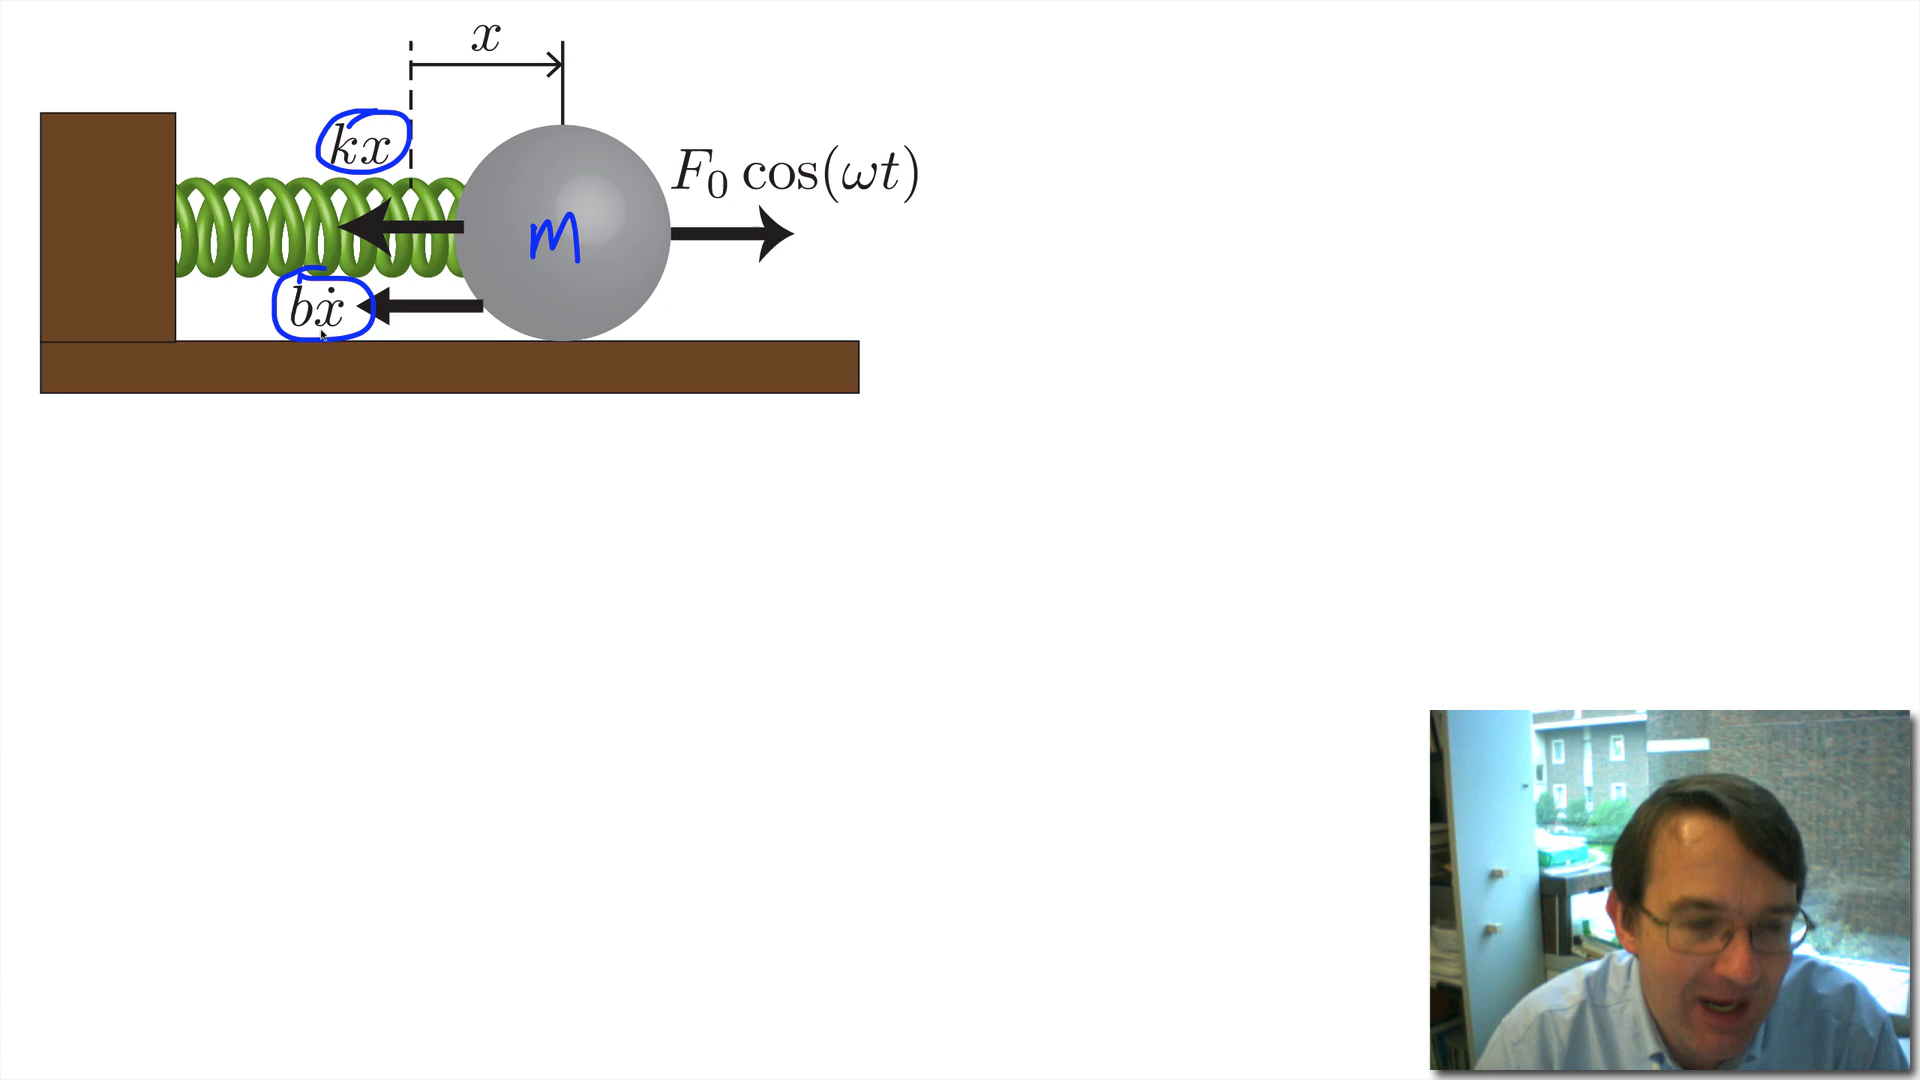 x
kx
F₀ cos(ωt)
m
bẋ